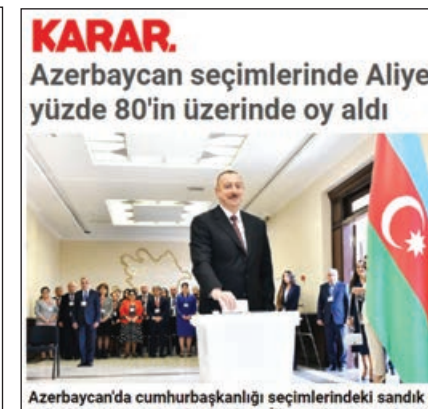 KARAR.
Azerbaycan seçimlerinde Aliye
yüzde 80'in üzerinde oy aldı
Azerbaycan'da cumhurbaşkanlığı seçimlerindeki sandık